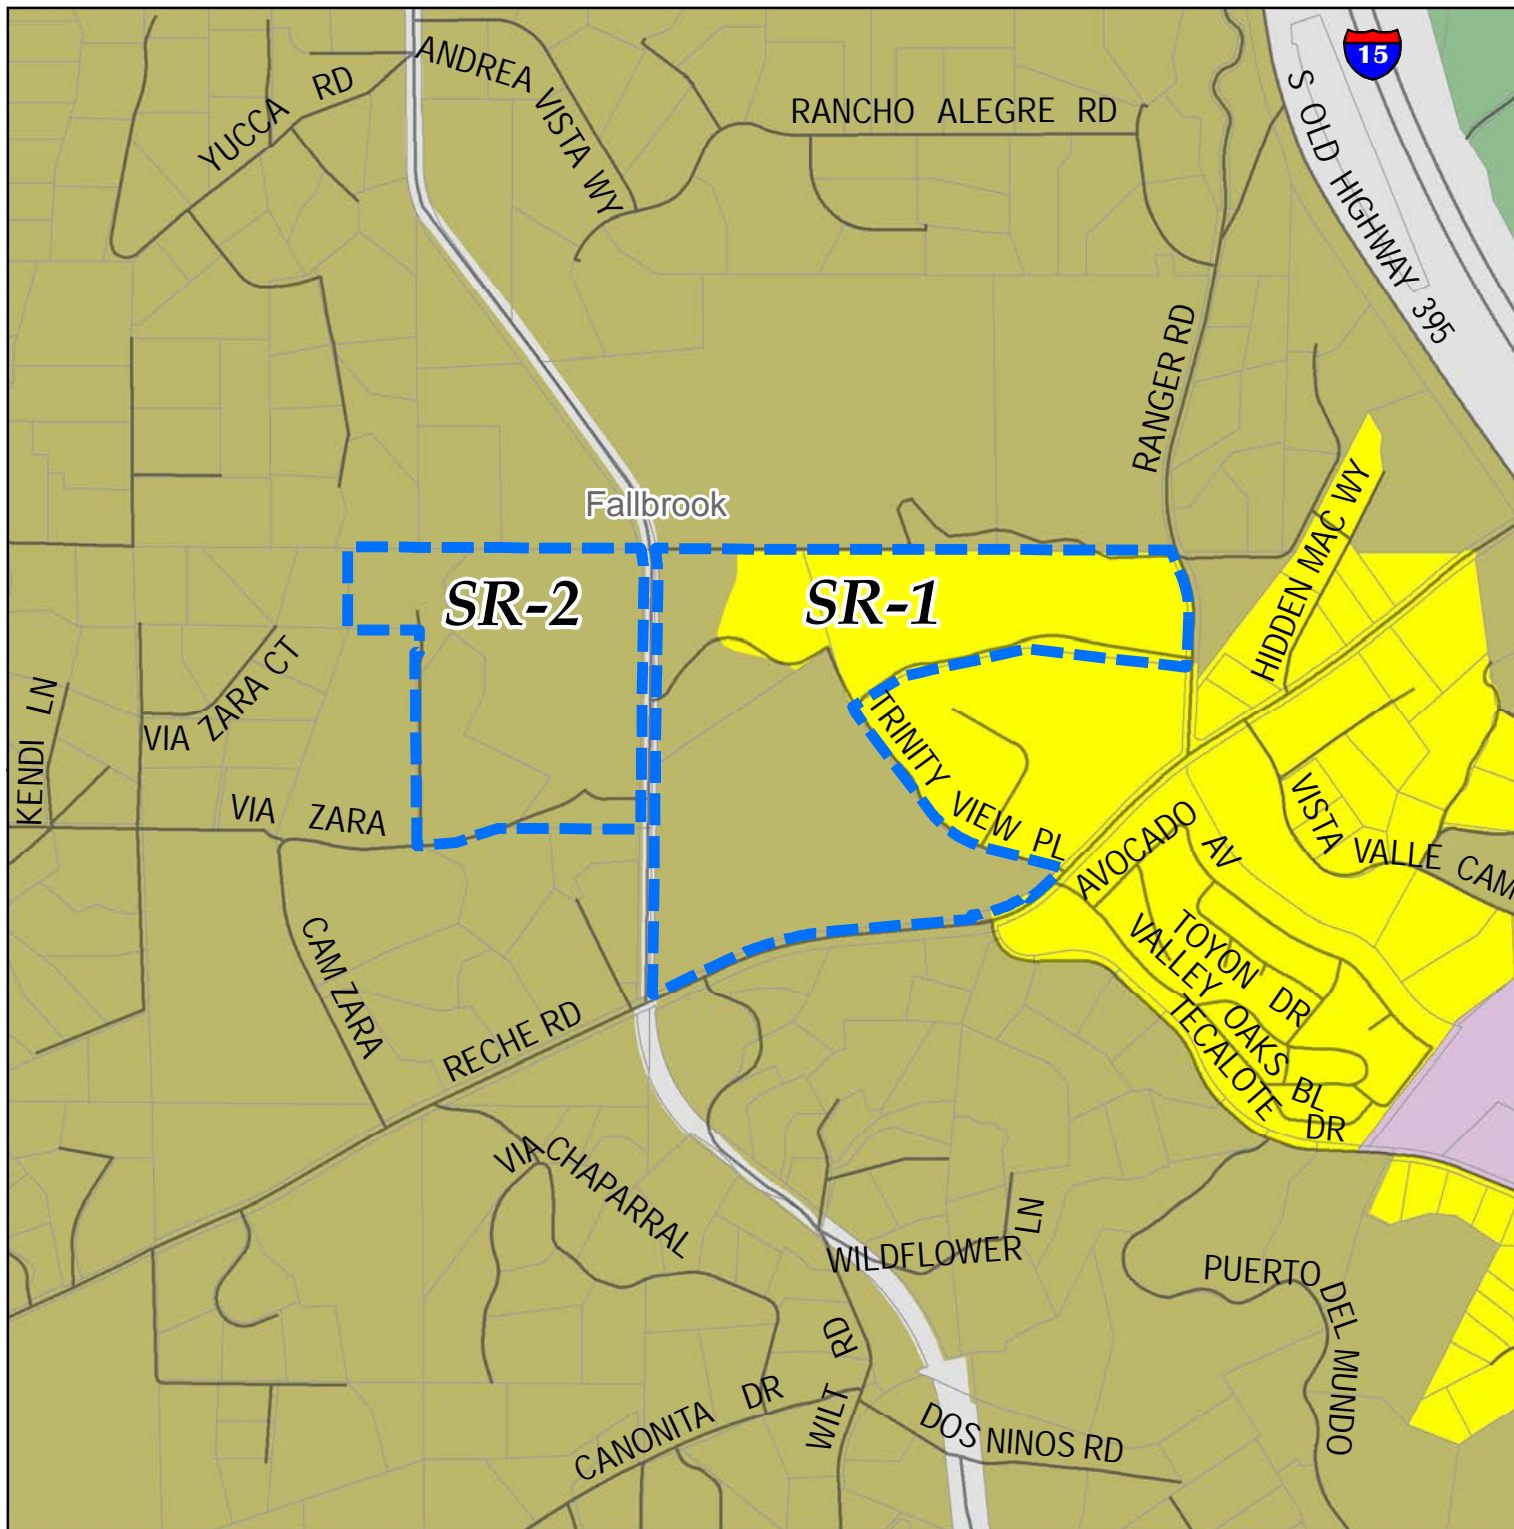 15
ANDREA VISTA WY
YUCCA RD
RANCHO ALEGRE RD
S OLD HIGHWAY 395
RANGER RD
Fallbrook
HIDDEN MAC WY
SR-2
SR-1
KENDI LN
VIA ZARA CT
TRINITY VIEW PL
VIA ZARA
AVOCADO AV
VISTA VALLE CAM
TOYON DR
VALLEY OAKS BL
TECALOTE DR
CAM ZARA
RECHE RD
VIA CHAPARRAL
WILDFLOWER LN
PUERTO DEL MUNDO
WILT RD
CANONITA DR
DOS NINOS RD